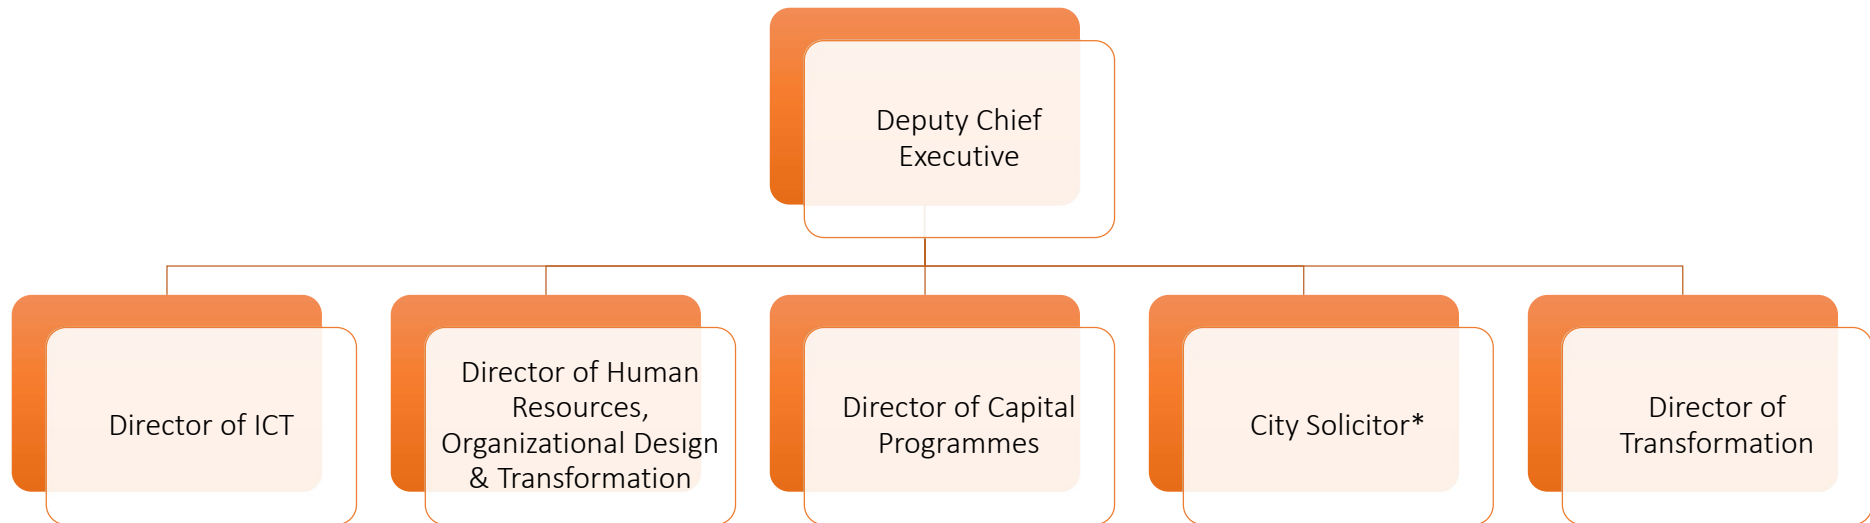 Deputy Chief
Executive
Director of ICT
Director of Human
Resources,
Organizational Design
& Transformation
Director of Capital
Programmes
City Solicitor*
Director of
Transformation